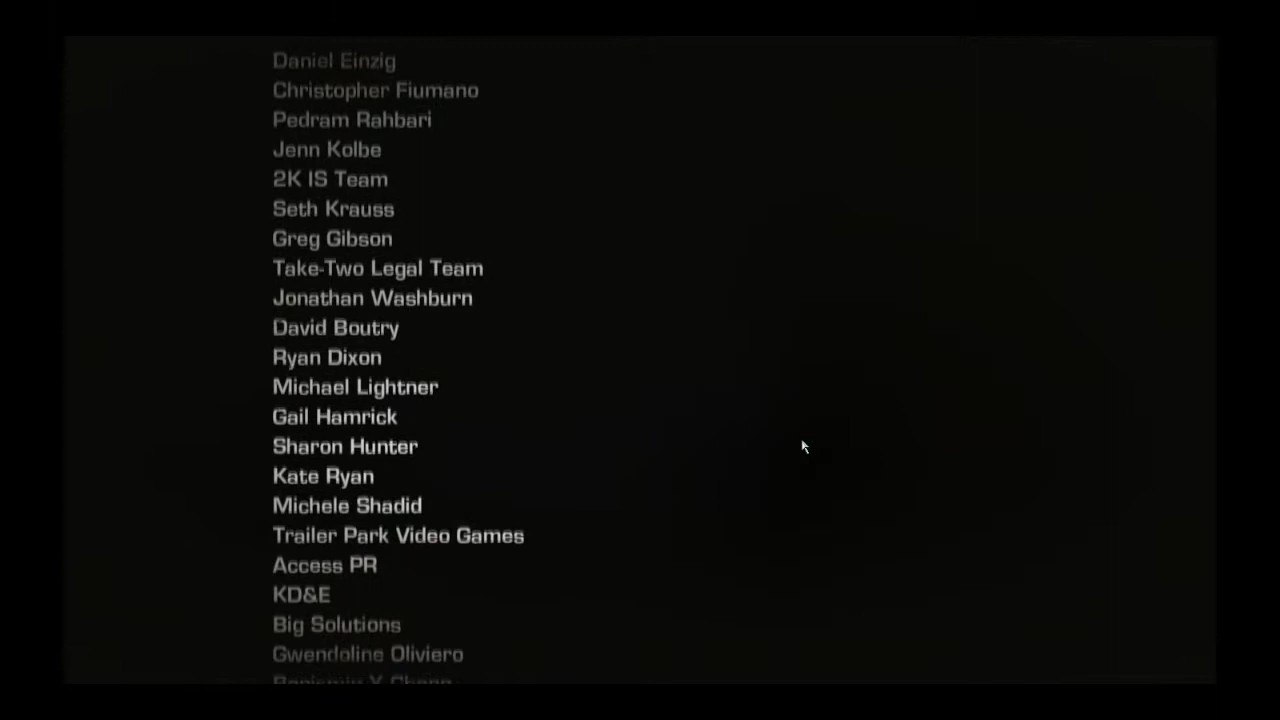 Daniel Einzig
Christopher Fiumano
Pedram Rahbari
Jenn Kolbe
2K IS Team
Seth Krauss
Greg Gibson
Take-Two Legal Team
Jonathan Washburn
David Boutry
Ryan Dixon
Michael Lightner
Gail Hamrick
Sharon Hunter
Kate Ryan
Michele Shadid
Trailer Park Video Games
Access PR
KD&E
Big Solutions
Gwendoline Oliviero